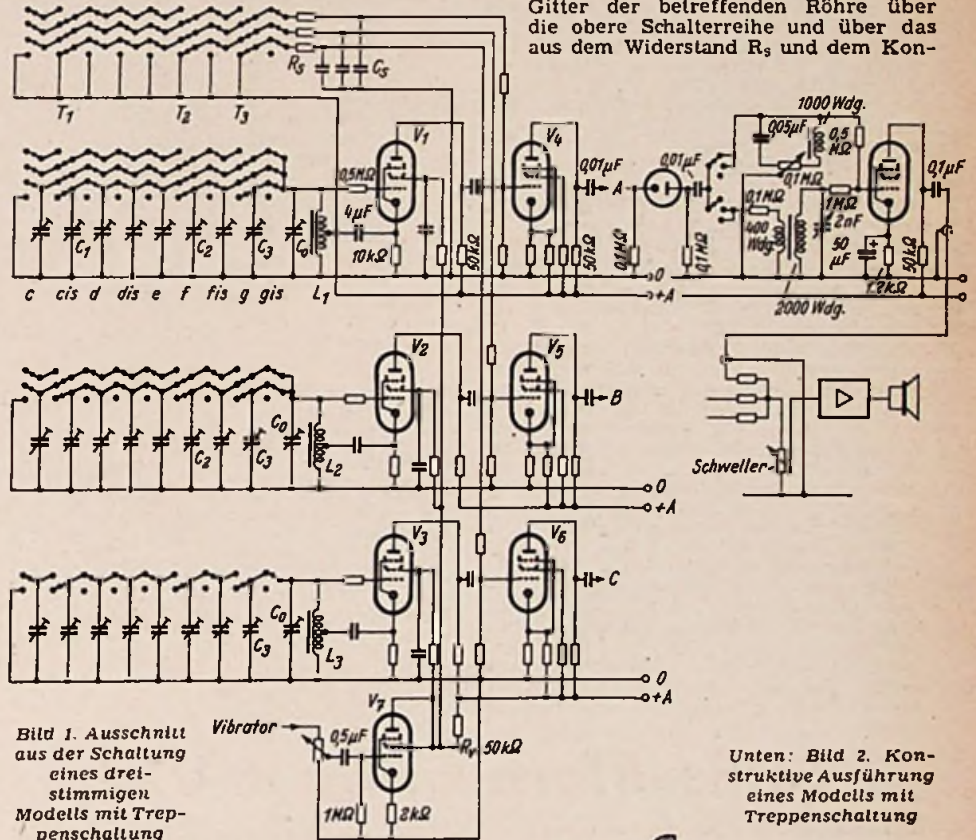 Gitter der betreffenden Röhre über
die obere Schalterreihe und über das
aus dem Widerstand Rs und dem Kon-
Rs
Cs
T1
T2
T3
V1
V4
1000 Wdg.
0,05µF
0,5 MΩ
0,01µF
A
0,01µF
0,1µF
0,5MΩ
4µF
0,1MΩ
0,1MΩ
1MΩ
2nF
C1
C2
C3
C0
10kΩ
50kΩ
50kΩ
0,1MΩ
0,1MΩ
400 Wdg.
50 µF
50kΩ
c cis d dis e f fis g gis
L1
0
+A
1,2kΩ
2000 Wdg.
V2
V5
B
C0
C2
C3
L2
Schweller
0
+A
V3
V6
C
C0
C3
L3
0
+A
V7
Vibrator
0,5µF
Rv 50kΩ
1MΩ
2kΩ
Bild 1. Ausschnitt
aus der Schaltung
eines drei-
stimmigen
Modells mit Trep-
penschaltung
Unten: Bild 2. Kon-
struktive Ausführung
eines Modells mit
Treppenschaltung